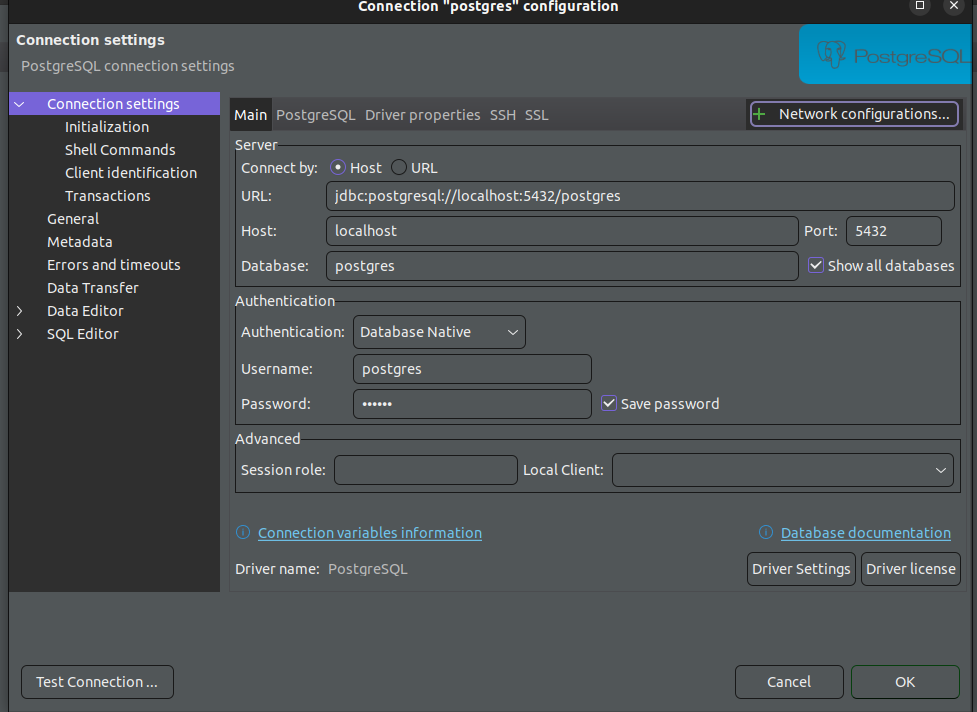 Connection "postgres" configuration
Connection settings
PostgreSQL connection settings
PostgreSQL
Connection settings
Initialization
Shell Commands
Client identification
Transactions
General
Metadata
Errors and timeouts
Data Transfer
Data Editor
SQL Editor
Main PostgreSQL Driver properties SSH SSL Network configurations...
Server
Connect by: Host URL
URL: jdbc:postgresql://localhost:5432/postgres
Host: localhost Port: 5432
Database: postgres Show all databases
Authentication
Authentication: Database Native
Username: postgres
Password: •••••• Save password
Advanced
Session role: Local Client:
Connection variables information Database documentation
Driver name: PostgreSQL Driver Settings Driver license
Test Connection ... Cancel OK